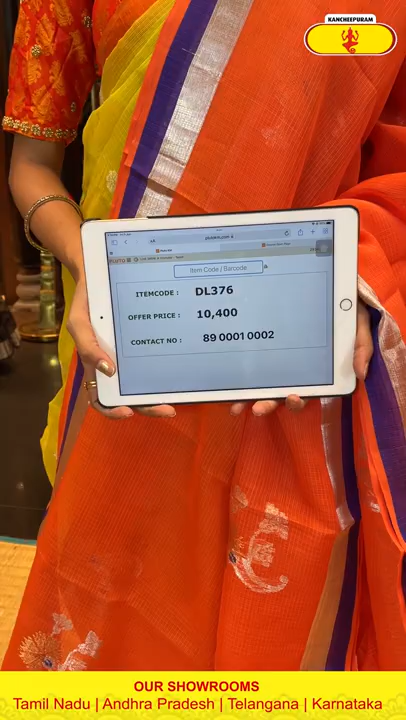 KANCHEEPURAM
Item Code / Barcode
ITEMCODE : DL376
OFFER PRICE : 10,400
CONTACT NO : 89 0001 0002
OUR SHOWROOMS
Tamil Nadu | Andhra Pradesh | Telangana | Karnataka